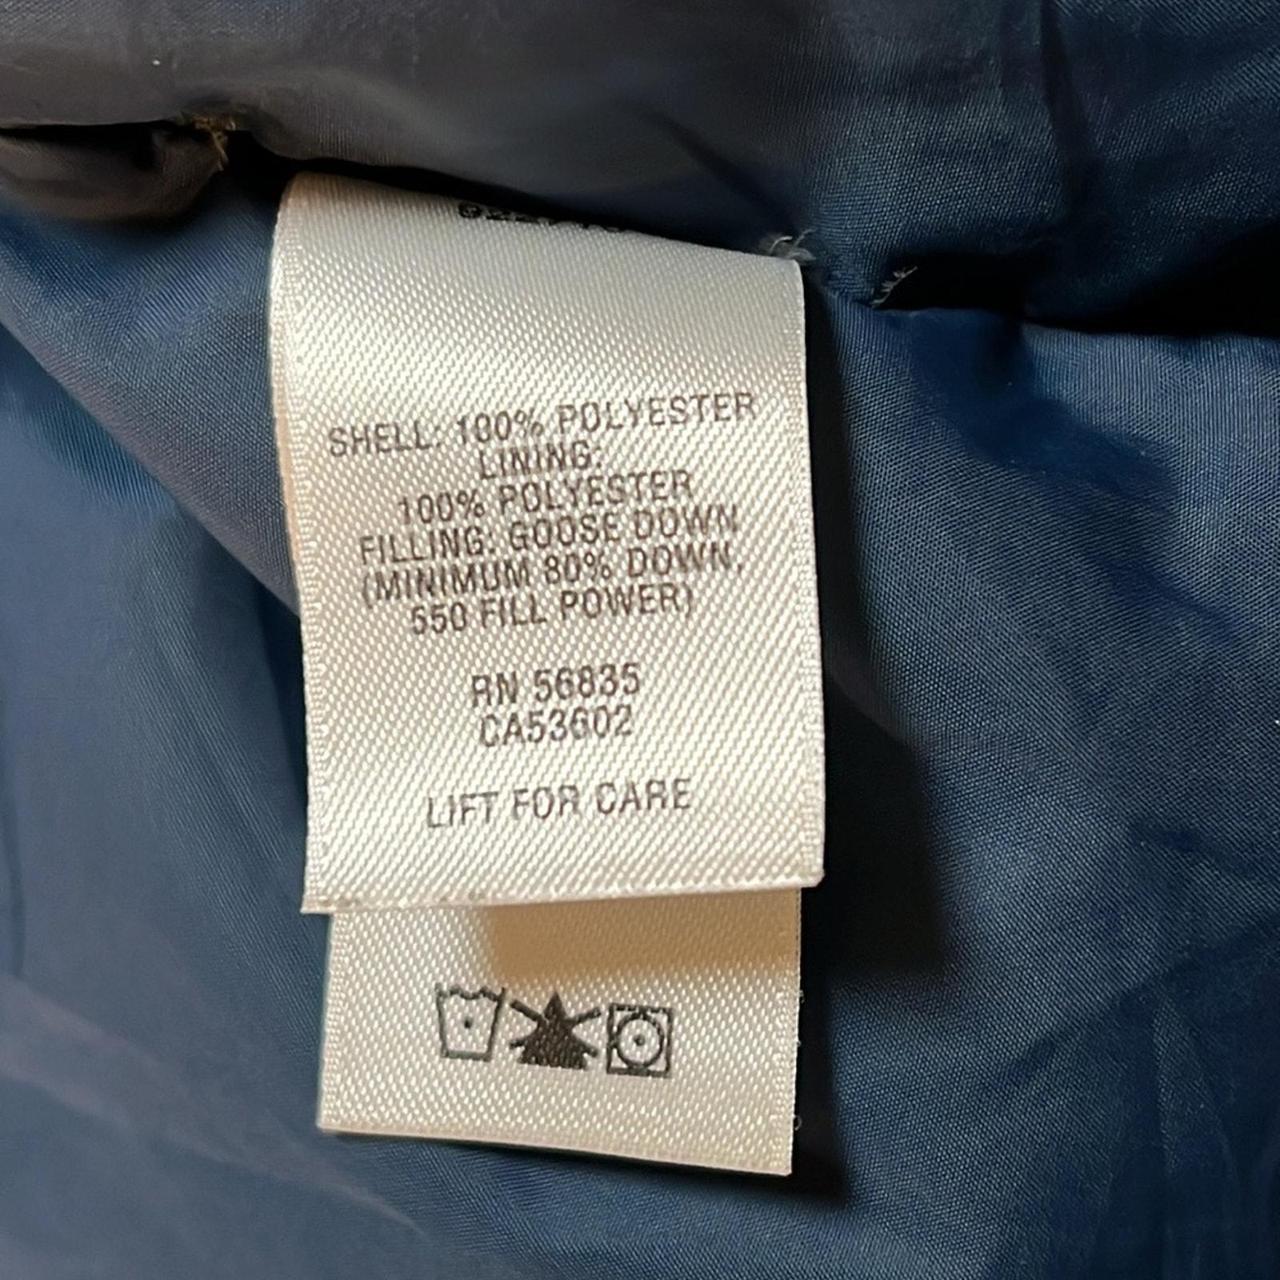 SHELL: 100% POLYESTER
LINING:
100% POLYESTER
FILLING: GOOSE DOWN
(MINIMUM 80% DOWN,
550 FILL POWER)
RN 56835
CA53602
LIFT FOR CARE